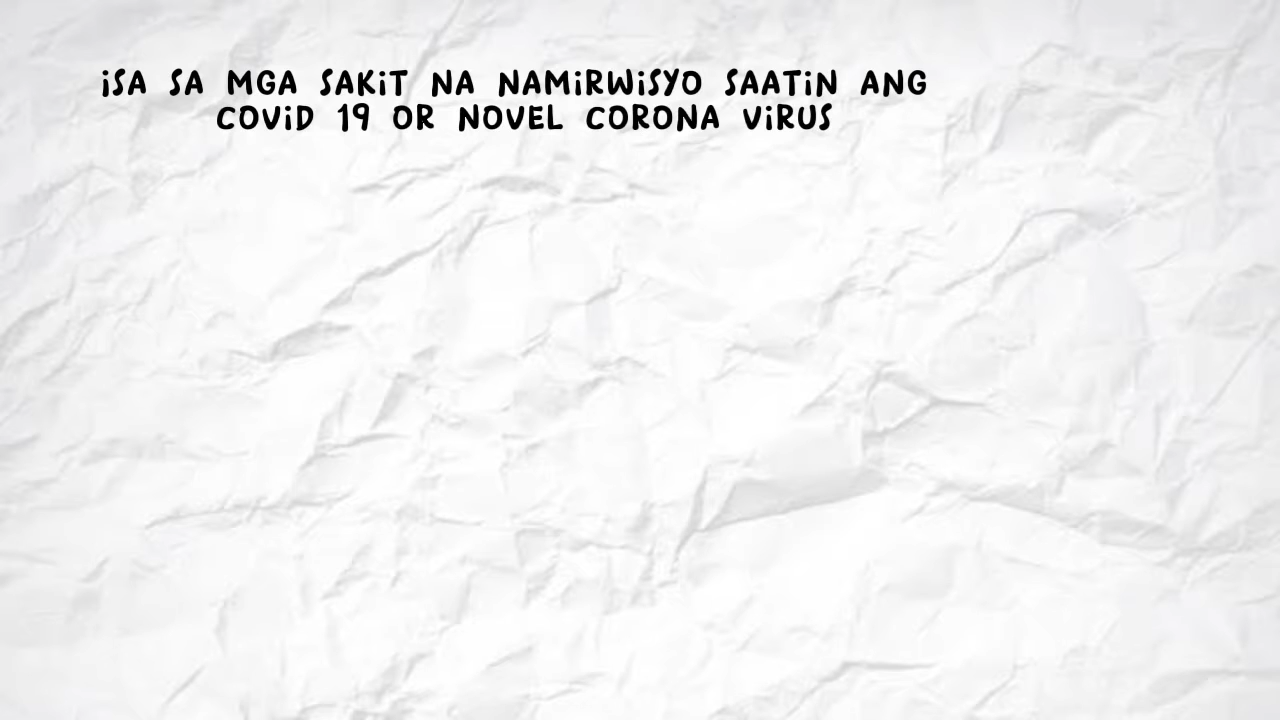 iSA SA MGA SAKiT NA NAMiRWiSYO SAATiN ANG
COViD 19 OR NOVEL CORONA ViRUS